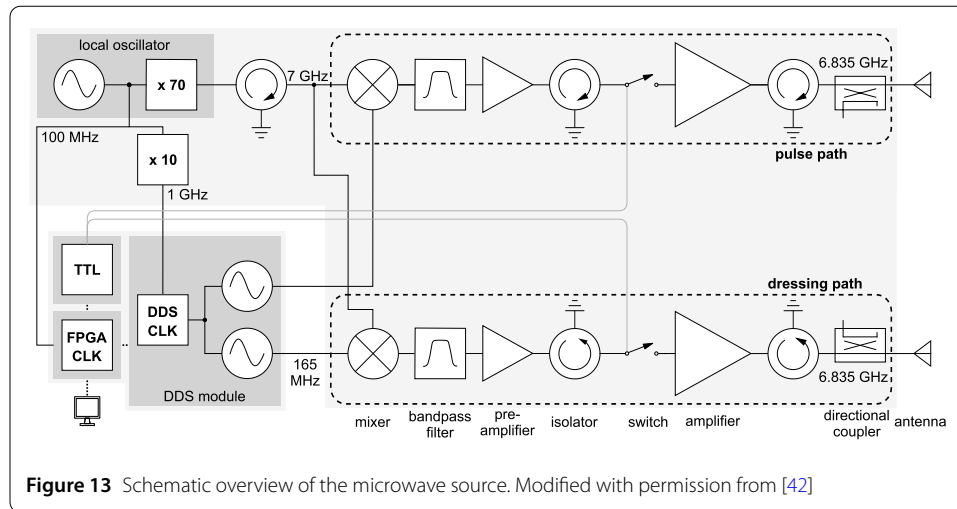 local oscillator
x 70
7 GHz
6.835 GHz
100 MHz
pulse path
x 10
1 GHz
TTL
DDS
CLK
FPGA
CLK
165
MHz
DDS module
dressing path
6.835 GHz
mixer
bandpass
filter
pre-
amplifier
isolator
switch
amplifier
directional
coupler
antenna
Figure 13 Schematic overview of the microwave source. Modified with permission from [42]